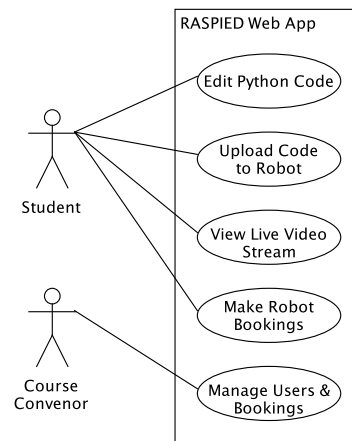 RASPIED Web App
Edit Python Code
Upload Code
to Robot
Student
View Live Video
Stream
Make Robot
Bookings
Course
Convenor
Manage Users &
Bookings